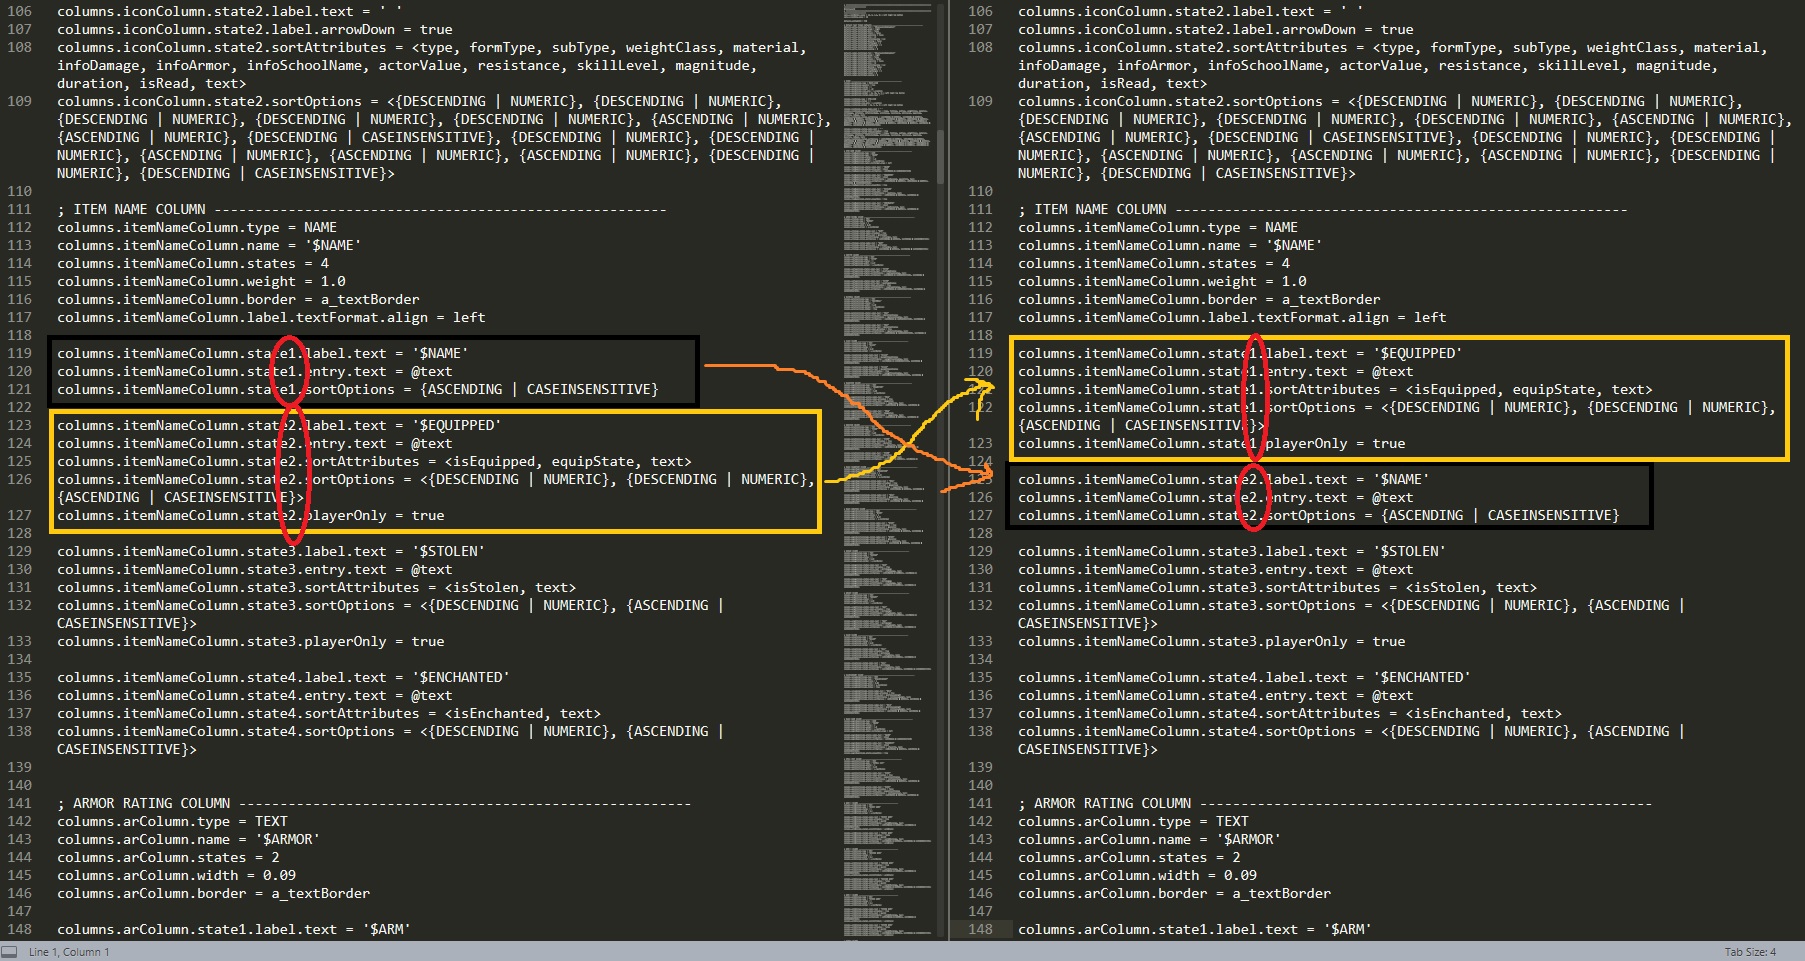 106 columns.iconColumn.state2.label.text = ' '
107 columns.iconColumn.state2.label.arrowDown = true
108 columns.iconColumn.state2.sortAttributes = <type, formType, subType, weightClass, material,
infoDamage, infoArmor, infoSchoolName, actorValue, resistance, skillLevel, magnitude,
duration, isRead, text>
109 columns.iconColumn.state2.sortOptions = <{DESCENDING | NUMERIC}, {DESCENDING | NUMERIC},
{DESCENDING | NUMERIC}, {DESCENDING | NUMERIC}, {DESCENDING | NUMERIC}, {ASCENDING | NUMERIC},
{ASCENDING | NUMERIC}, {DESCENDING | CASEINSENSITIVE}, {DESCENDING | NUMERIC}, {DESCENDING |
NUMERIC}, {ASCENDING | NUMERIC}, {ASCENDING | NUMERIC}, {ASCENDING | NUMERIC}, {DESCENDING |
NUMERIC}, {DESCENDING | CASEINSENSITIVE}>
110
111 ; ITEM NAME COLUMN -------------------------------------------------------
112 columns.itemNameColumn.type = NAME
113 columns.itemNameColumn.name = '$NAME'
114 columns.itemNameColumn.states = 4
115 columns.itemNameColumn.weight = 1.0
116 columns.itemNameColumn.border = a_textBorder
117 columns.itemNameColumn.label.textFormat.align = left
118
119 columns.itemNameColumn.state1.label.text = '$NAME'
120 columns.itemNameColumn.state1.entry.text = @text
121 columns.itemNameColumn.state1.sortOptions = {ASCENDING | CASEINSENSITIVE}
122
123 columns.itemNameColumn.state2.label.text = '$EQUIPPED'
124 columns.itemNameColumn.state2.entry.text = @text
125 columns.itemNameColumn.state2.sortAttributes = <isEquipped, equipState, text>
126 columns.itemNameColumn.state2.sortOptions = <{DESCENDING | NUMERIC}, {DESCENDING | NUMERIC},
{ASCENDING | CASEINSENSITIVE}>
127 columns.itemNameColumn.state2.playerOnly = true
128
129 columns.itemNameColumn.state3.label.text = '$STOLEN'
130 columns.itemNameColumn.state3.entry.text = @text
131 columns.itemNameColumn.state3.sortAttributes = <isStolen, text>
132 columns.itemNameColumn.state3.sortOptions = <{DESCENDING | NUMERIC}, {ASCENDING |
CASEINSENSITIVE}>
133 columns.itemNameColumn.state3.playerOnly = true
134
135 columns.itemNameColumn.state4.label.text = '$ENCHANTED'
136 columns.itemNameColumn.state4.entry.text = @text
137 columns.itemNameColumn.state4.sortAttributes = <isEnchanted, text>
138 columns.itemNameColumn.state4.sortOptions = <{DESCENDING | NUMERIC}, {ASCENDING |
CASEINSENSITIVE}>
139
140
141 ; ARMOR RATING COLUMN -------------------------------------------------------
142 columns.arColumn.type = TEXT
143 columns.arColumn.name = '$ARMOR'
144 columns.arColumn.states = 2
145 columns.arColumn.width = 0.09
146 columns.arColumn.border = a_textBorder
147
148 columns.arColumn.state1.label.text = '$ARM'
106 columns.iconColumn.state2.label.text = ' '
107 columns.iconColumn.state2.label.arrowDown = true
108 columns.iconColumn.state2.sortAttributes = <type, formType, subType, weightClass, material,
infoDamage, infoArmor, infoSchoolName, actorValue, resistance, skillLevel, magnitude,
duration, isRead, text>
109 columns.iconColumn.state2.sortOptions = <{DESCENDING | NUMERIC}, {DESCENDING | NUMERIC},
{DESCENDING | NUMERIC}, {DESCENDING | NUMERIC}, {DESCENDING | NUMERIC}, {ASCENDING | NUMERIC},
{ASCENDING | NUMERIC}, {DESCENDING | CASEINSENSITIVE}, {DESCENDING | NUMERIC}, {DESCENDING |
NUMERIC}, {ASCENDING | NUMERIC}, {ASCENDING | NUMERIC}, {ASCENDING | NUMERIC}, {DESCENDING |
NUMERIC}, {DESCENDING | CASEINSENSITIVE}>
110
111 ; ITEM NAME COLUMN -------------------------------------------------------
112 columns.itemNameColumn.type = NAME
113 columns.itemNameColumn.name = '$NAME'
114 columns.itemNameColumn.states = 4
115 columns.itemNameColumn.weight = 1.0
116 columns.itemNameColumn.border = a_textBorder
117 columns.itemNameColumn.label.textFormat.align = left
118
119 columns.itemNameColumn.state1.label.text = '$EQUIPPED'
120 columns.itemNameColumn.state1.entry.text = @text
columns.itemNameColumn.state1.sortAttributes = <isEquipped, equipState, text>
122 columns.itemNameColumn.state1.sortOptions = <{DESCENDING | NUMERIC}, {DESCENDING | NUMERIC},
{ASCENDING | CASEINSENSITIVE}>
123 columns.itemNameColumn.state1.playerOnly = true
124
125 columns.itemNameColumn.state2.label.text = '$NAME'
126 columns.itemNameColumn.state2.entry.text = @text
127 columns.itemNameColumn.state2.sortOptions = {ASCENDING | CASEINSENSITIVE}
128
129 columns.itemNameColumn.state3.label.text = '$STOLEN'
130 columns.itemNameColumn.state3.entry.text = @text
131 columns.itemNameColumn.state3.sortAttributes = <isStolen, text>
132 columns.itemNameColumn.state3.sortOptions = <{DESCENDING | NUMERIC}, {ASCENDING |
CASEINSENSITIVE}>
133 columns.itemNameColumn.state3.playerOnly = true
134
135 columns.itemNameColumn.state4.label.text = '$ENCHANTED'
136 columns.itemNameColumn.state4.entry.text = @text
137 columns.itemNameColumn.state4.sortAttributes = <isEnchanted, text>
138 columns.itemNameColumn.state4.sortOptions = <{DESCENDING | NUMERIC}, {ASCENDING |
CASEINSENSITIVE}>
139
140
141 ; ARMOR RATING COLUMN -------------------------------------------------------
142 columns.arColumn.type = TEXT
143 columns.arColumn.name = '$ARMOR'
144 columns.arColumn.states = 2
145 columns.arColumn.width = 0.09
146 columns.arColumn.border = a_textBorder
147
148 columns.arColumn.state1.label.text = '$ARM'
Line 1, Column 1
Tab Size: 4